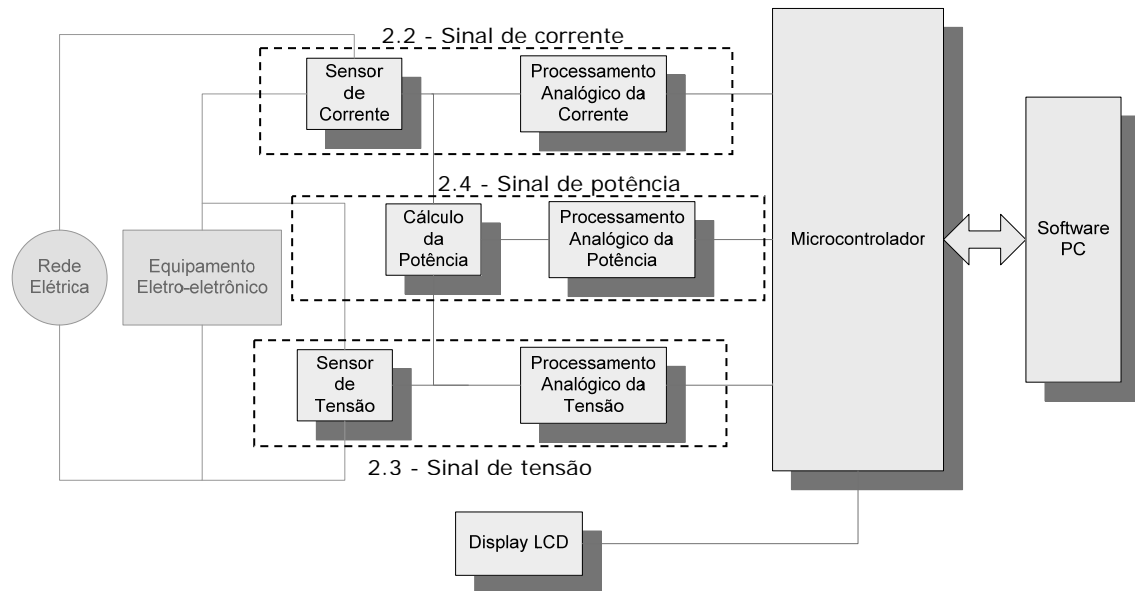 2.2 - Sinal de corrente
Sensor
de
Corrente
Processamento
Analógico da
Corrente
2.4 - Sinal de potência
Cálculo
da
Potência
Processamento
Analógico da
Potência
Rede
Elétrica
Equipamento
Eletro-eletrônico
Sensor
de
Tensão
Processamento
Analógico da
Tensão
2.3 - Sinal de tensão
Microcontrolador
Software
PC
Display LCD